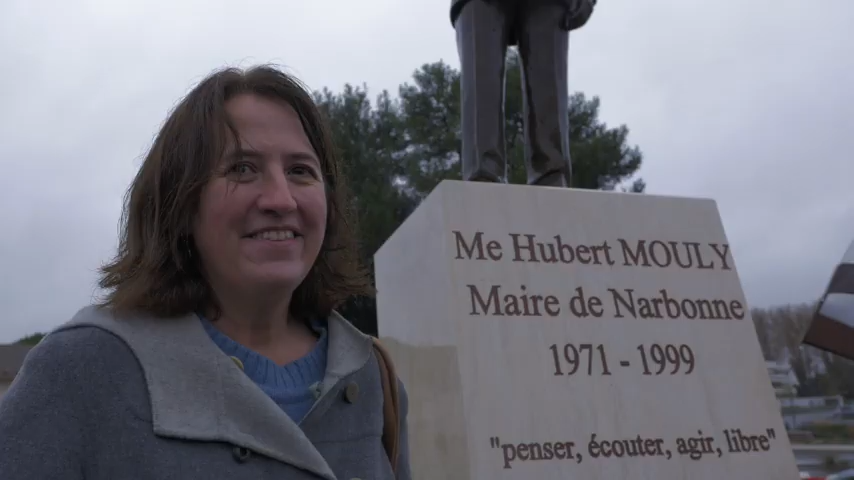 Me Hubert MOULY
Maire de Narbonne
1971 - 1999
"penser, écouter, agir, libre"